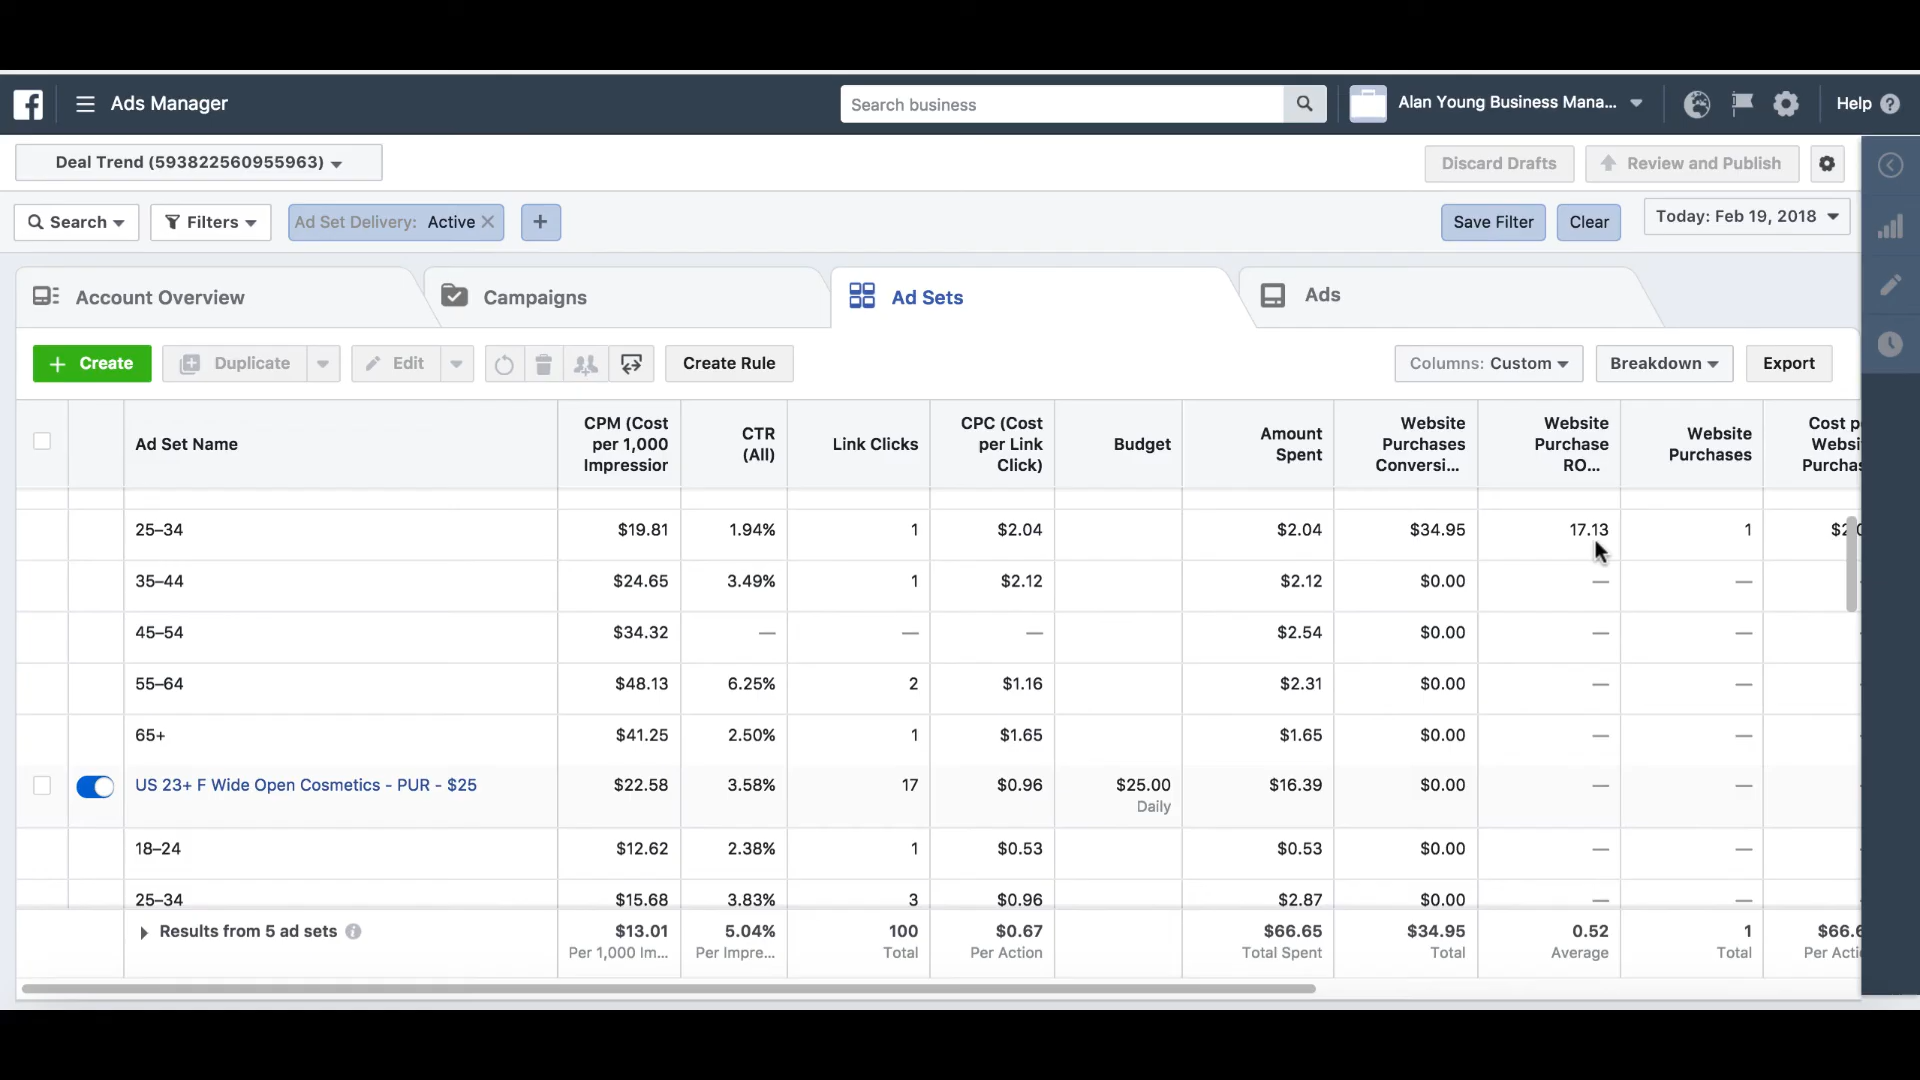 Ads Manager
Search business
Alan Young Business Mana...
Help
Deal Trend (593822560955963)
Discard Drafts
Review and Publish
Search
Filters
Ad Set Delivery: Active
Save Filter
Clear
Today: Feb 19, 2018
Account Overview
Campaigns
Ad Sets
Ads
+ Create
Duplicate
Edit
Create Rule
Columns: Custom
Breakdown
Export
Ad Set Name
CPM (Cost
per 1,000
Impression
CTR
(All)
Link Clicks
CPC (Cost
per Link
Click)
Budget
Amount
Spent
Website
Purchases
Conversi...
Website
Purchase
RO...
Website
Purchases
Cost p
Websi
Purchas
25–34 $19.81 1.94% 1 $2.04 $2.04 $34.95 17.13 1
35–44 $24.65 3.49% 1 $2.12 $2.12 $0.00 — —
45–54 $34.32 — — — $2.54 $0.00 — —
55–64 $48.13 6.25% 2 $1.16 $2.31 $0.00 — —
65+ $41.25 2.50% 1 $1.65 $1.65 $0.00 — —
US 23+ F Wide Open Cosmetics - PUR - $25 $22.58 3.58% 17 $0.96 $25.00 $16.39 $0.00 — —
Daily
18–24 $12.62 2.38% 1 $0.53 $0.53 $0.00 — —
25–34 $15.68 3.83% 3 $0.96 $2.87 $0.00 — —
Results from 5 ad sets $13.01 5.04% 100 $0.67 $66.65 $34.95 0.52 1 $66.6
Per 1,000 Im... Per Impre... Total Per Action Total Spent Total Average Total Per Acti